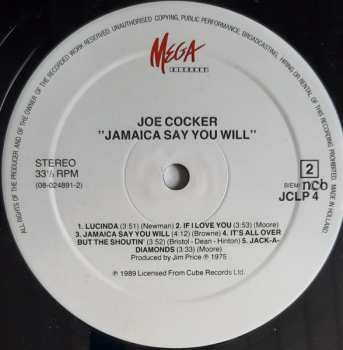 ALL RIGHTS OF THE PRODUCER AND OF THE OWNER OF THE RECORDED WORK RESERVED, UNAUTHORISED COPYING, PUBLIC PERFORMANCE, BROADCASTING, HIRING OR RENTAL OF THIS RECORD PROHIBITED. MADE IN HOLLAND
MEGA
RECORDS
JOE COCKER
"JAMAICA SAY YOU WILL"
STEREO
33⅓ RPM
(08-024891-2)
2
BIEM/ ncb
JCLP 4
1. LUCINDA (3:51) (Newman) 2. IF I LOVE YOU (3:53) (Moore)
3. JAMAICA SAY YOU WILL (4:12) (Browne) 4. IT'S ALL OVER
BUT THE SHOUTIN' (3:52) (Bristol - Dean - Hinton) 5. JACK-A-
DIAMONDS (3:33) (Moore)
Produced by Jim Price ℗ 1975
℗ 1989 Licensed From Cube Records Ltd.